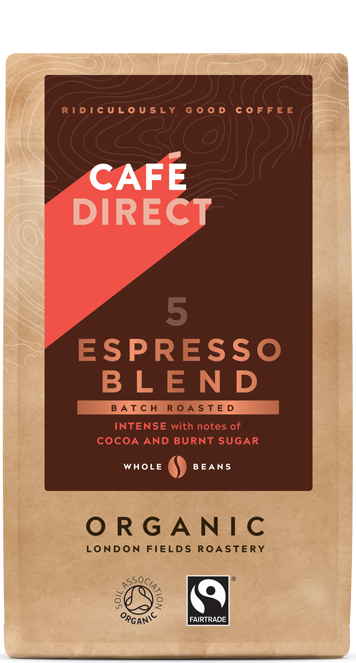 RIDICULOUSLY GOOD COFFEE
CAFÉ
DIRECT
5
ESPRESSO
BLEND
BATCH ROASTED
INTENSE with notes of
COCOA AND BURNT SUGAR
WHOLE BEANS
ORGANIC
LONDON FIELDS ROASTERY
SOIL ASSOCIATION
ORGANIC
®
FAIRTRADE